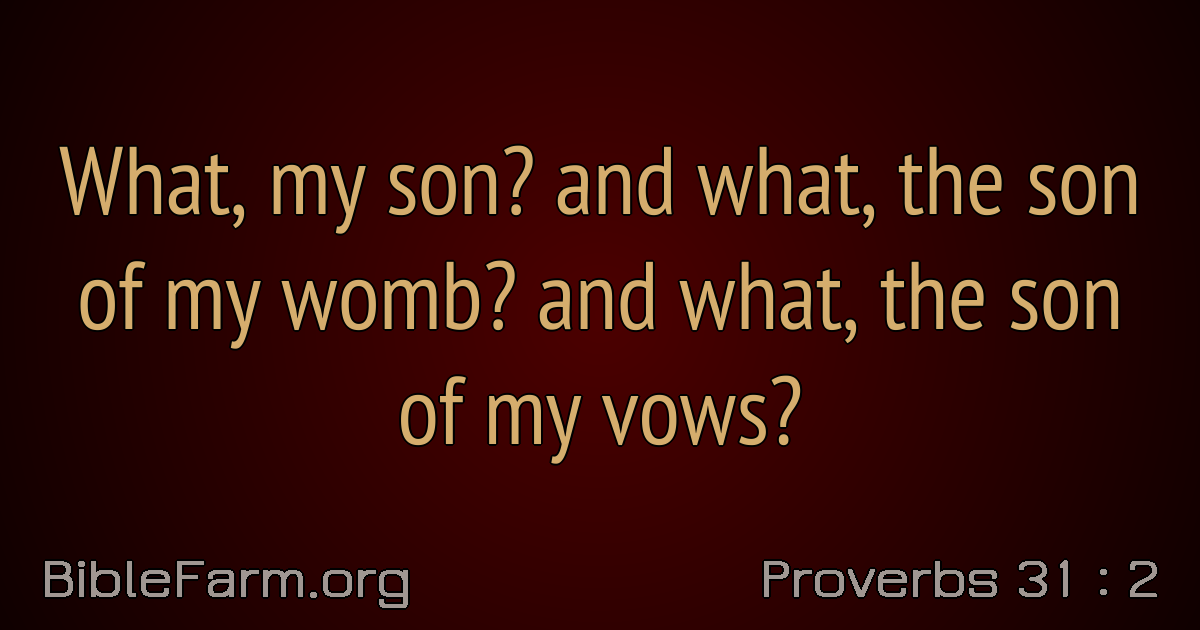 What, my son? and what, the son
of my womb? and what, the son
of my vows?
BibleFarm.org
Proverbs 31 : 2